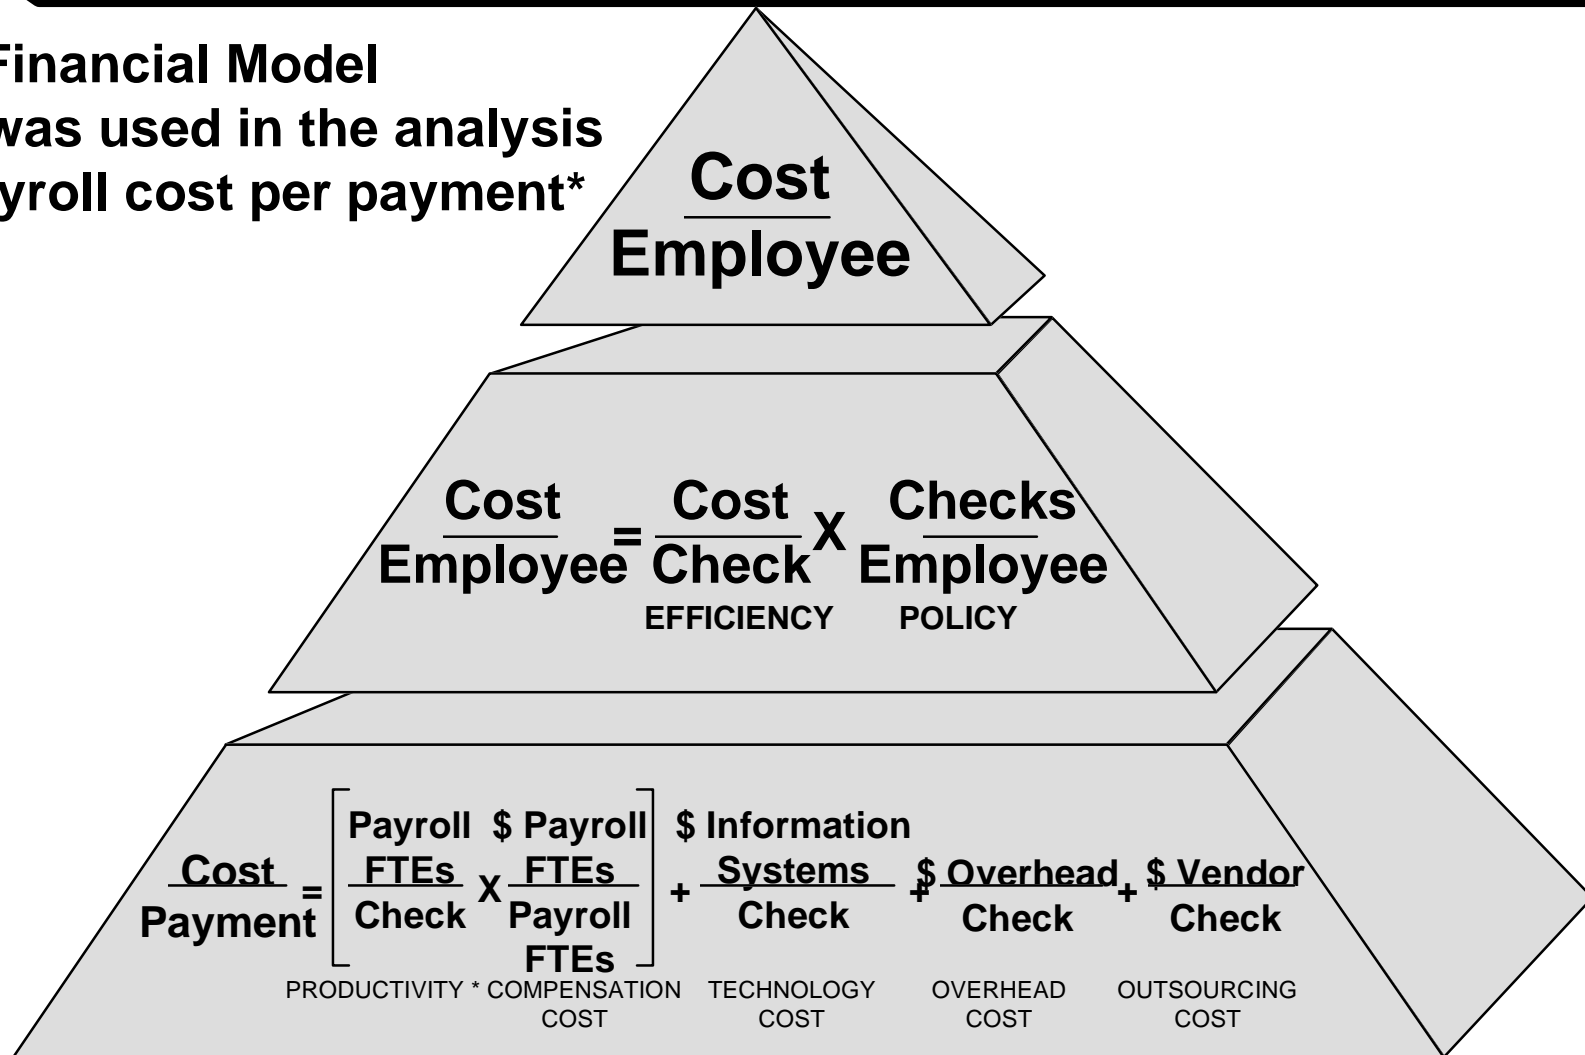 Financial Model
was used in the analysis
yroll cost per payment*
Cost
Employee
Cost
Employee
=
Cost
Check
X
Checks
Employee
EFFICIENCY
POLICY
Cost
Payment
=
Payroll
FTEs
Check
X
$ Payroll
FTEs
Payroll
FTEs
+
$ Information
Systems
Check
+
$ Overhead
Check
+
$ Vendor
Check
PRODUCTIVITY * COMPENSATION
COST
TECHNOLOGY
COST
OVERHEAD
COST
OUTSOURCING
COST